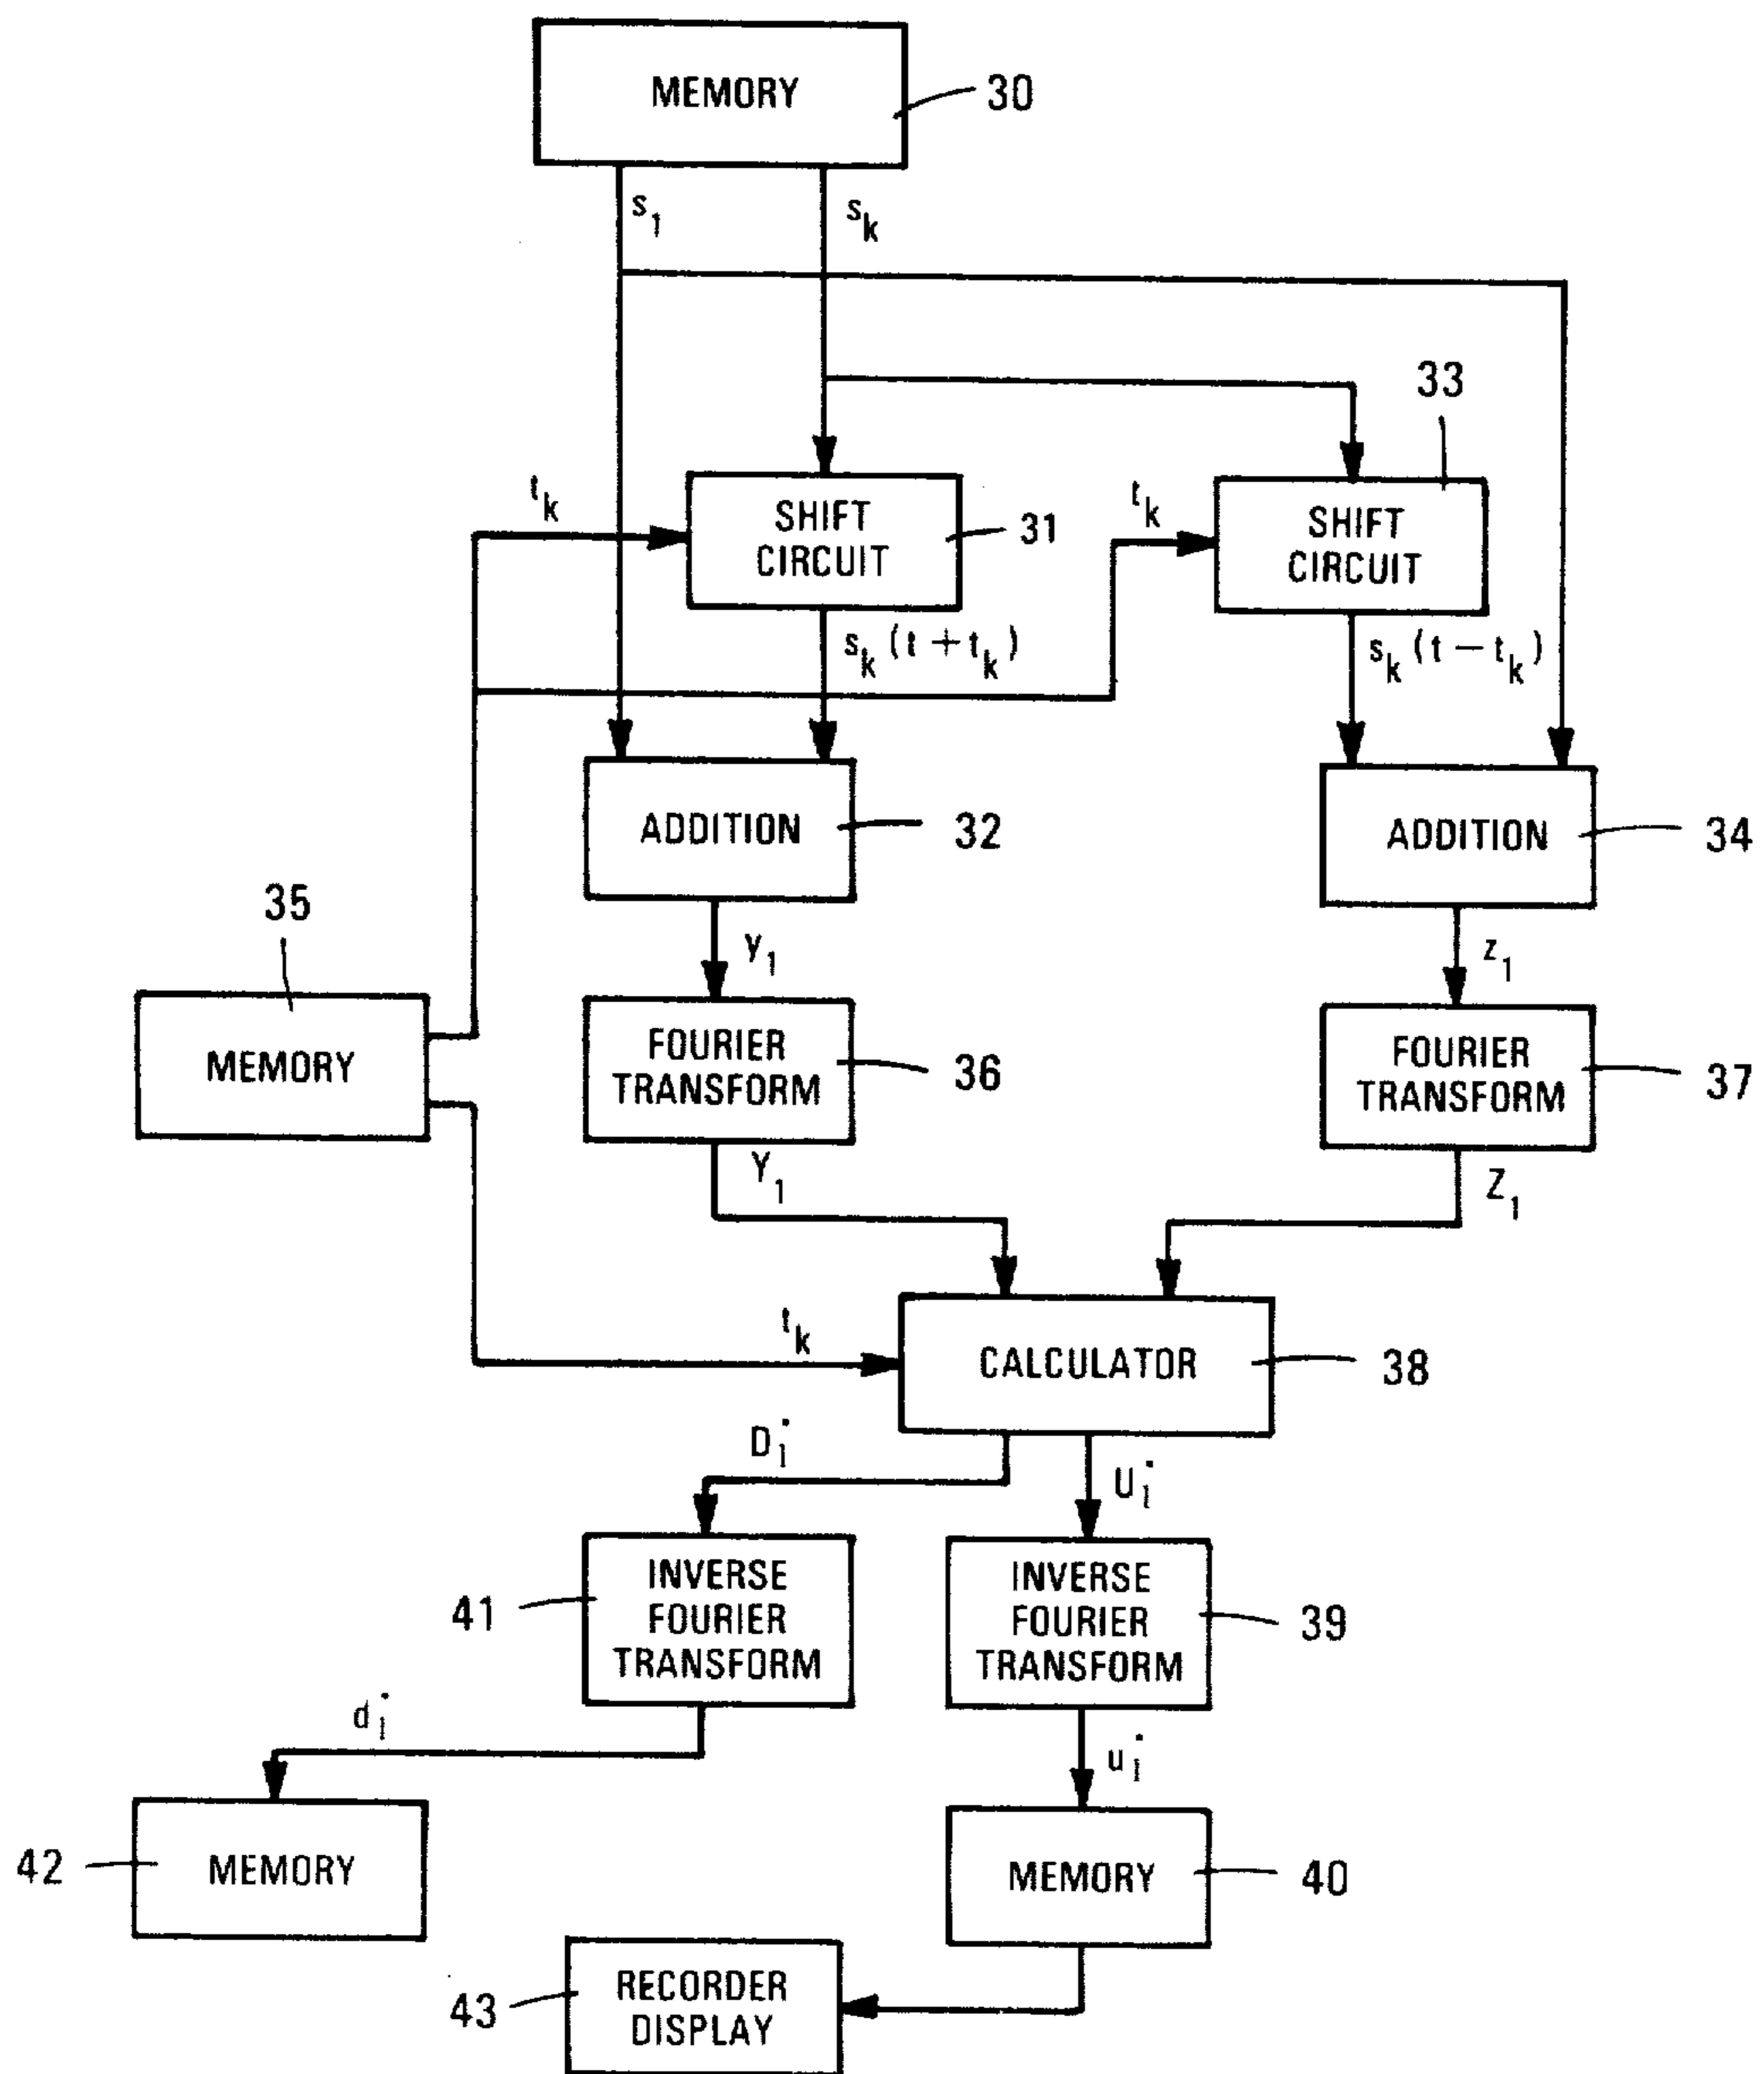 MEMORY
30
s₁
sₖ
33
tₖ
SHIFT
CIRCUIT
31
tₖ
SHIFT
CIRCUIT
sₖ (t + tₖ)
sₖ (t − tₖ)
ADDITION
32
ADDITION
34
35
y₁
z₁
MEMORY
FOURIER
TRANSFORM
36
FOURIER
TRANSFORM
37
Y₁
Z₁
tₖ
CALCULATOR
38
Dᵢ
Uᵢ
INVERSE
FOURIER
TRANSFORM
41
INVERSE
FOURIER
TRANSFORM
39
dᵢ
uᵢ
42
MEMORY
MEMORY
40
43
RECORDER
DISPLAY